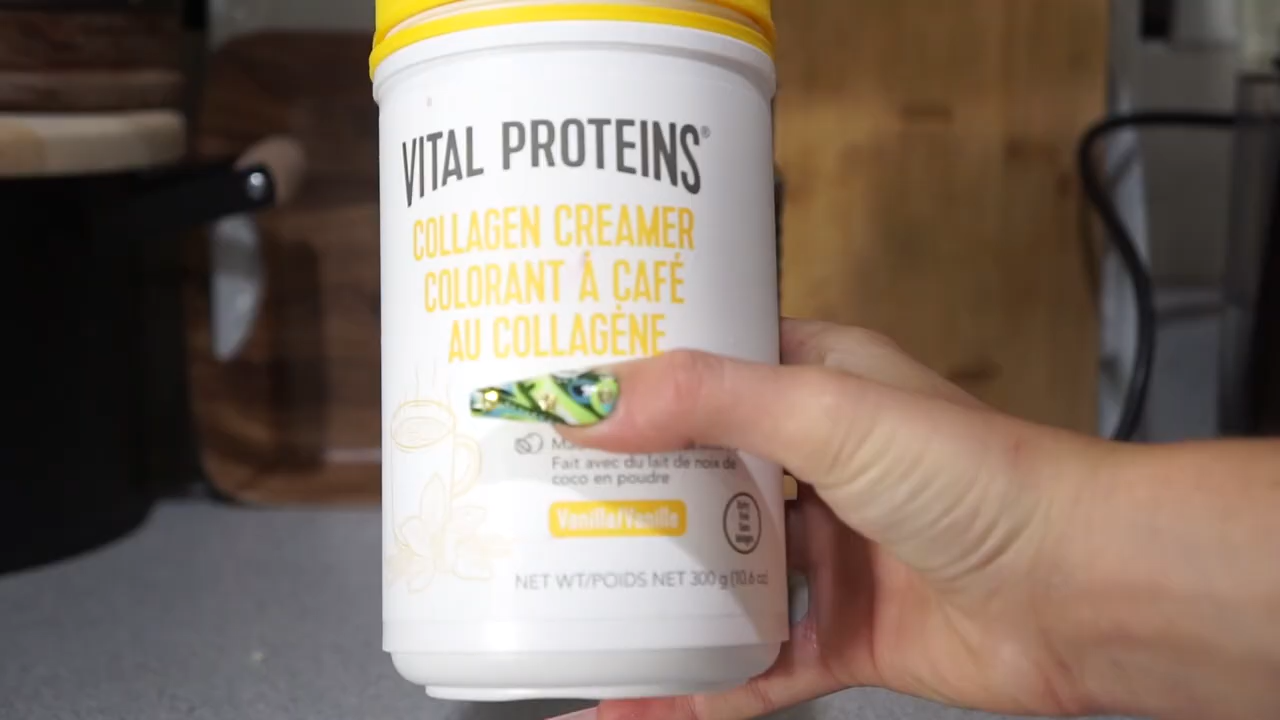 VITAL PROTEINS®
COLLAGEN CREAMER
COLORANT À CAFÉ
AU COLLAGÈNE
Fait avec du lait de noix de
coco en poudre
Vanilla/Vanille
NET WT/POIDS NET 300 g (10.6 oz)